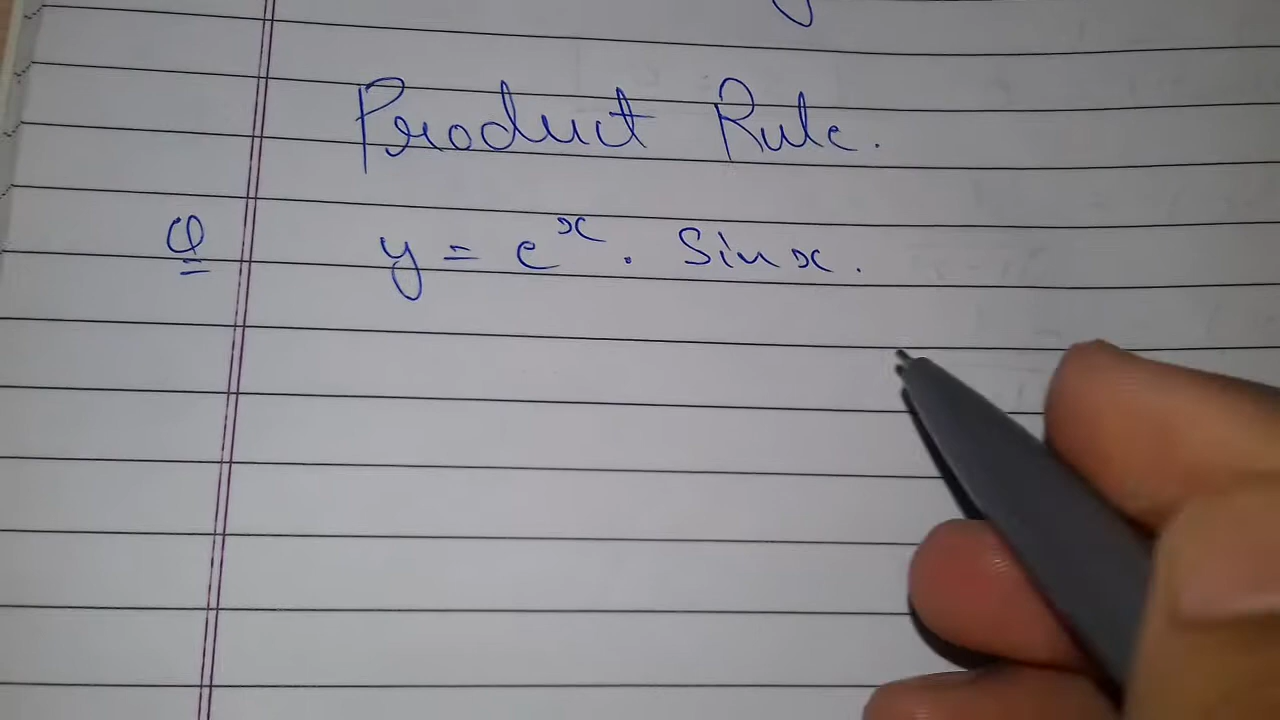 Product Rule.
Q y = e^x . Sin x.